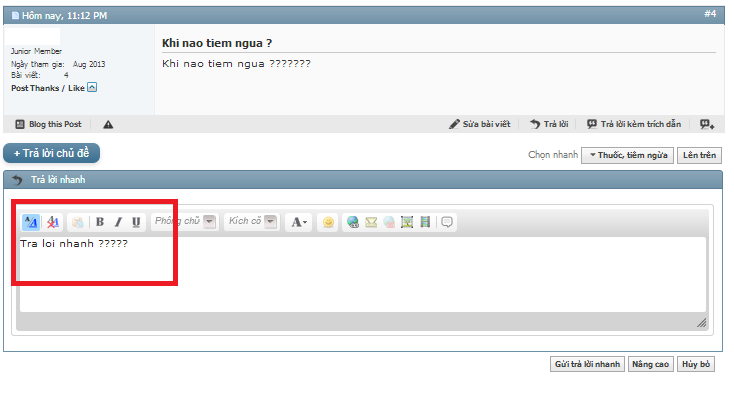 Hôm nay, 11:12 PM #4
Junior Member
Ngày tham gia: Aug 2013
Bài viết: 4
Post Thanks / Like
Khi nao tiem ngua ?
Khi nao tiem ngua ???????
Blog this Post
Sửa bài viết Trả lời Trả lời kèm trích dẫn
+ Trả lời chủ đề
Chọn nhanh Thuốc, tiêm ngừa Lên trên
Trả lời nhanh
B I U Phông chữ Kích cỡ A
Tra loi nhanh ?????
Gửi trả lời nhanh Nâng cao Hủy bỏ